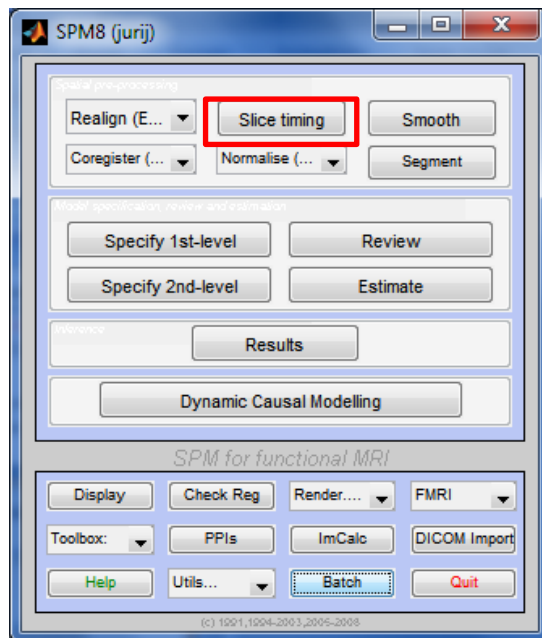 SPM8 (jurij)
Spatial pre-processing
Realign (E... Slice timing Smooth
Coregister (... Normalise (... Segment
Model specification, review and estimation
Specify 1st-level Review
Specify 2nd-level Estimate
Inference
Results
Dynamic Causal Modelling
SPM for functional MRI
Display Check Reg Render.... FMRI
Toolbox: PPIs ImCalc DICOM Import
Help Utils... Batch Quit
(c) 1991,1994-2003,2005-2008